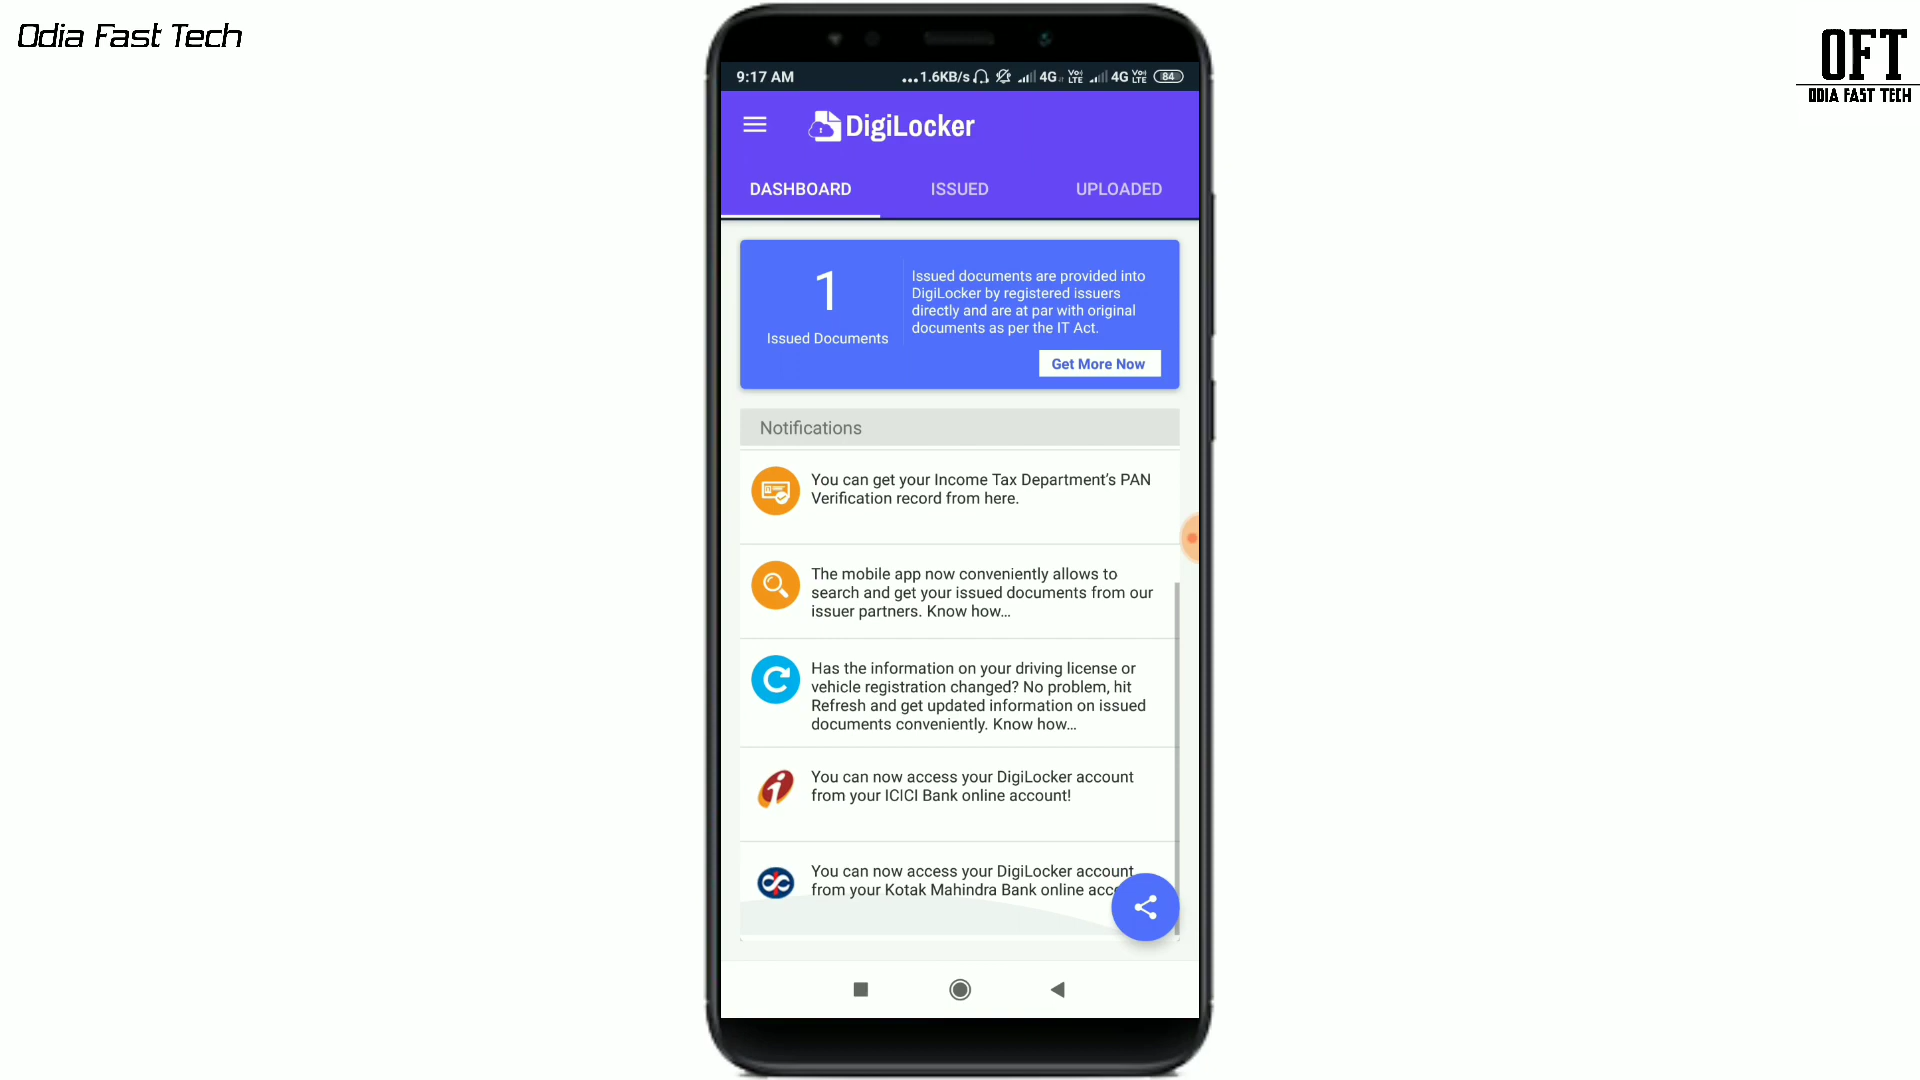 Odia Fast Tech
OFT
ODIA FAST TECH
9:17 AM
...1.6KB/s 4G Vo) LTE 4G Vo) LTE 84
DigiLocker
DASHBOARD ISSUED UPLOADED
1
Issued Documents
Issued documents are provided into
DigiLocker by registered issuers
directly and are at par with original
documents as per the IT Act.
Get More Now
Notifications
You can get your Income Tax Department's PAN
Verification record from here.
The mobile app now conveniently allows to
search and get your issued documents from our
issuer partners. Know how...
Has the information on your driving license or
vehicle registration changed? No problem, hit
Refresh and get updated information on issued
documents conveniently. Know how...
You can now access your DigiLocker account
from your ICICI Bank online account!
You can now access your DigiLocker account
from your Kotak Mahindra Bank online acc